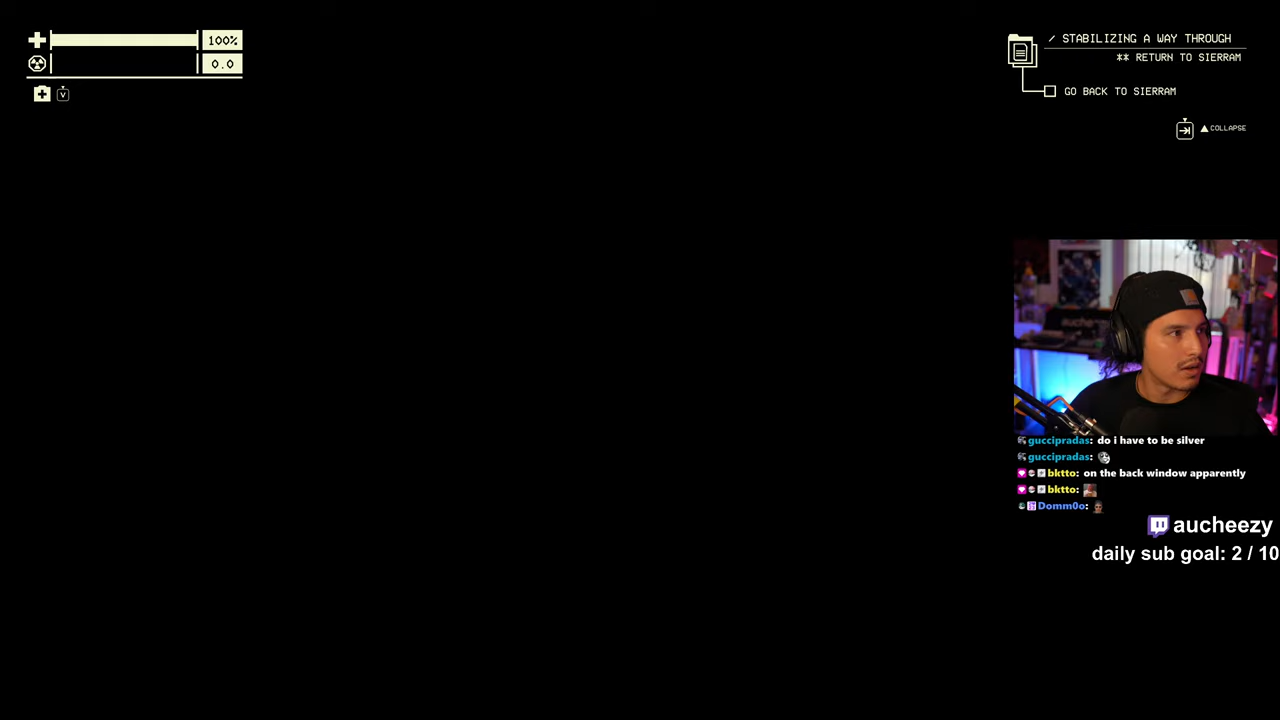 100%
0.0
V
/ STABILIZING A WAY THROUGH
** RETURN TO SIERRAM
GO BACK TO SIERRAM
COLLAPSE
guccipradas: do i have to be silver
guccipradas:
bktto: on the back window apparently
bktto:
Domm0o:
aucheezy
daily sub goal: 2 / 10